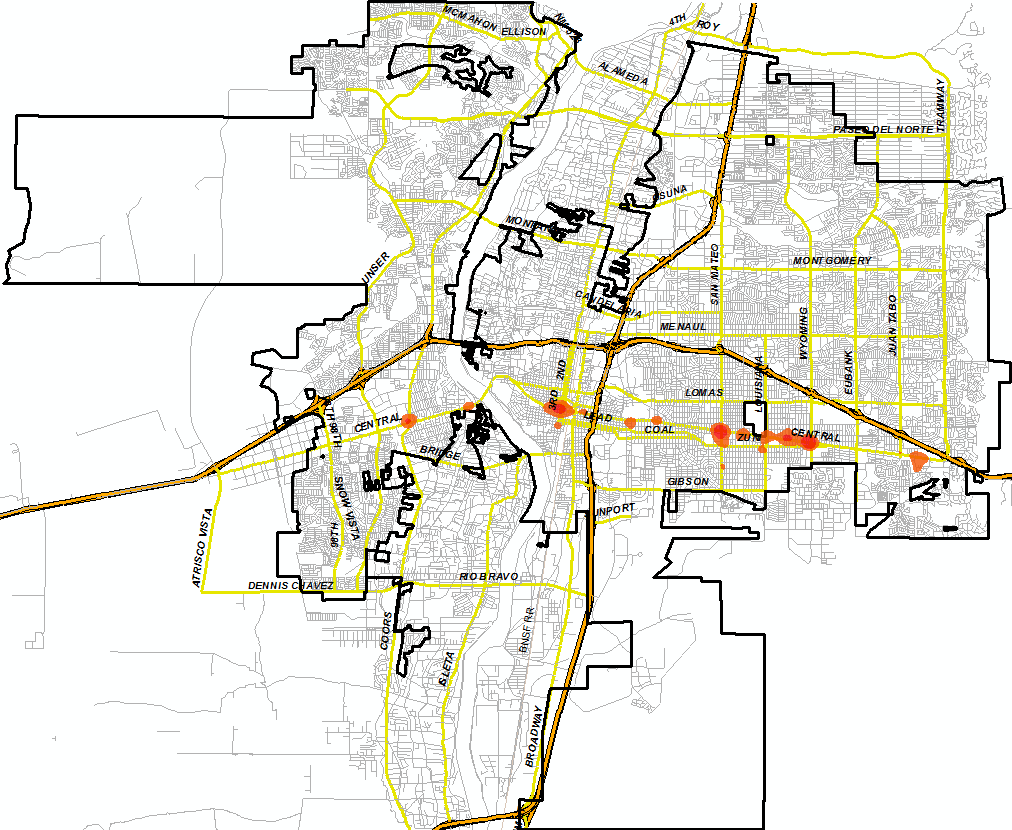 MCMAHON
ELLISON
4TH
ROY
ALAMEDA
TRAMWAY
PASEO DEL NORTE
OSUNA
UNSER
SAN MATEO
MONTGOMERY
CANDELARIA
MENAUL
WYOMING
JUAN TABO
EUBANK
LOUISIANA
2ND
3RD
LOMAS
LEAD
COAL
CENTRAL
ZUNI
CENTRAL
98TH
BRIDGE
GIBSON
SNOW VISTA
98TH
ATRISCO VISTA
DENNIS CHAVEZ
RIO BRAVO
COORS
BNSF RR
ISLETA
BROADWAY